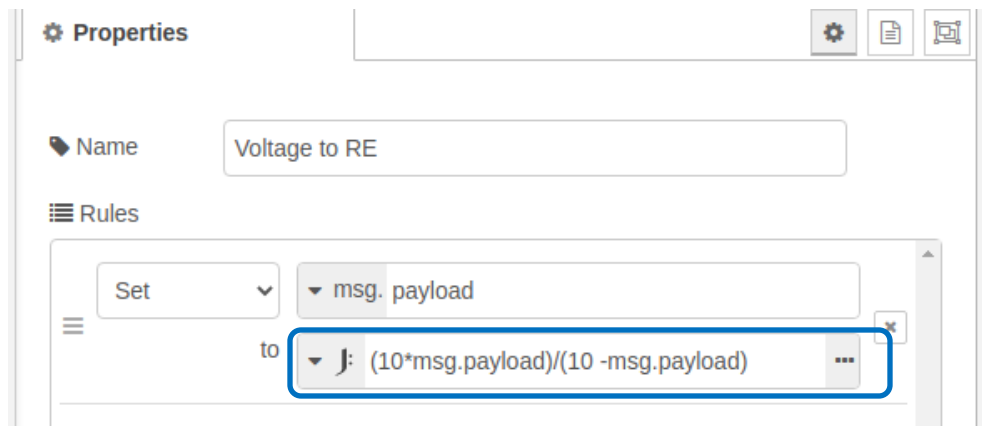 Properties
Name
Voltage to RE
Rules
Set
msg. payload
to
J: (10*msg.payload)/(10 -msg.payload)